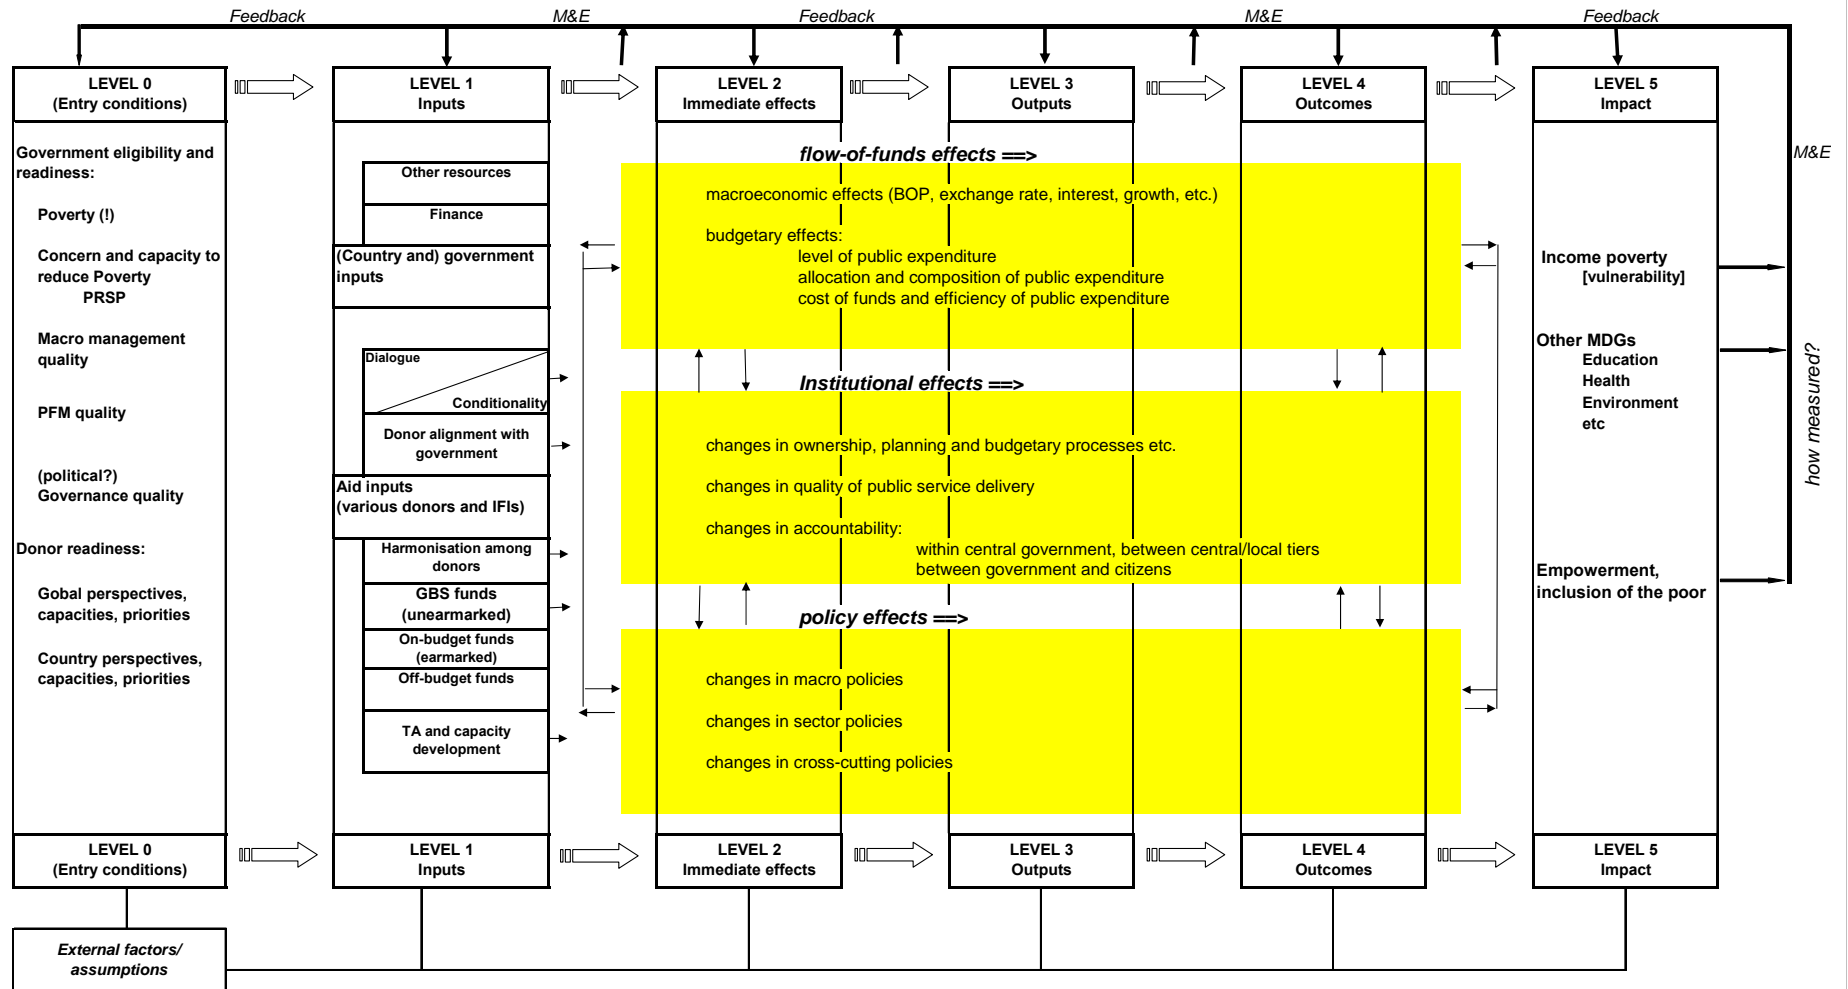 Feedback
M&E
Feedback
M&E
Feedback
LEVEL 0
(Entry conditions)
LEVEL 1
Inputs
LEVEL 2
Immediate effects
LEVEL 3
Outputs
LEVEL 4
Outcomes
LEVEL 5
Impact
Government eligibility and
readiness:
Poverty (!)
Concern and capacity to
reduce Poverty
PRSP
Macro management
quality
PFM quality
(political?)
Governance quality
Donor readiness:
Gobal perspectives,
capacities, priorities
Country perspectives,
capacities, priorities
Other resources
Finance
(Country and) government
inputs
Dialogue
Conditionality
Donor alignment with
government
Aid inputs
(various donors and IFIs)
Harmonisation among
donors
GBS funds
(unearmarked)
On-budget funds
(earmarked)
Off-budget funds
TA and capacity
development
flow-of-funds effects ==>
macroeconomic effects (BOP, exchange rate, interest, growth, etc.)
budgetary effects:
level of public expenditure
allocation and composition of public expenditure
cost of funds and efficiency of public expenditure
Institutional effects ==>
changes in ownership, planning and budgetary processes etc.
changes in quality of public service delivery
changes in accountability:
within central government, between central/local tiers
between government and citizens
policy effects ==>
changes in macro policies
changes in sector policies
changes in cross-cutting policies
Income poverty
[vulnerability]
Other MDGs
Education
Health
Environment
etc
Empowerment,
inclusion of the poor
M&E
how measured?
LEVEL 0
(Entry conditions)
LEVEL 1
Inputs
LEVEL 2
Immediate effects
LEVEL 3
Outputs
LEVEL 4
Outcomes
LEVEL 5
Impact
External factors/
assumptions